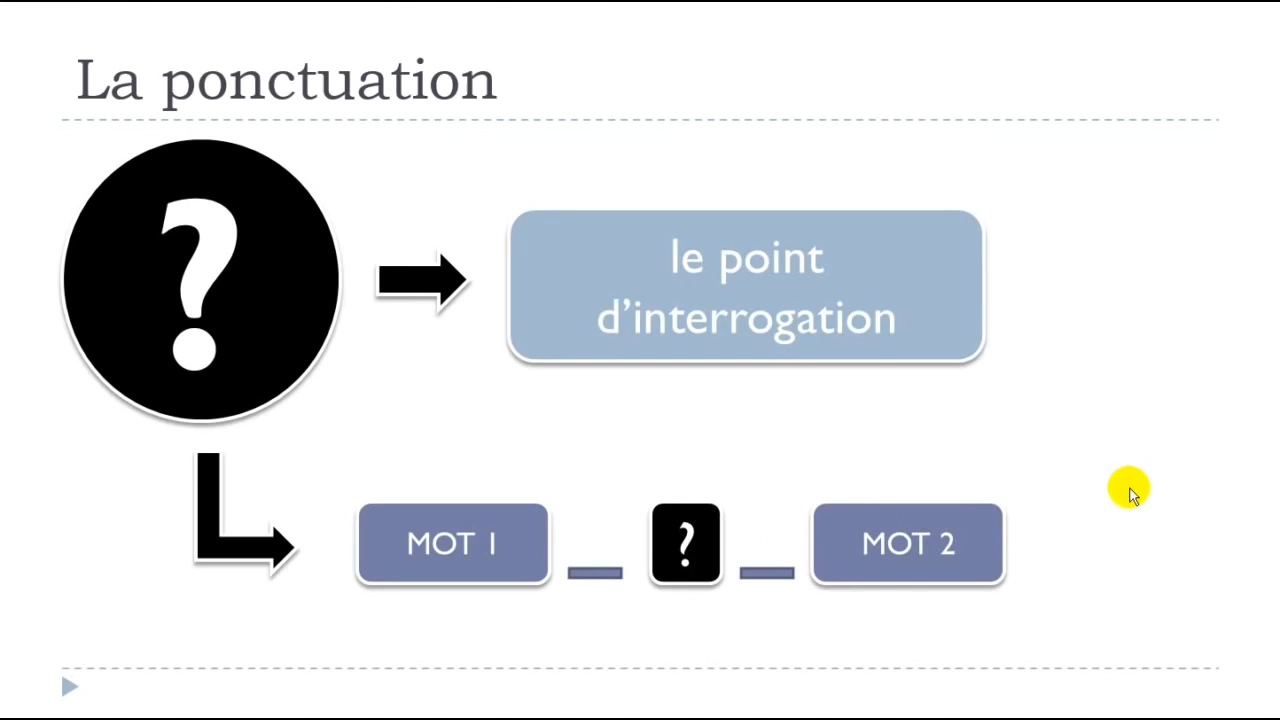 La ponctuation
?
le point
d’interrogation
MOT 1 _ ? _ MOT 2